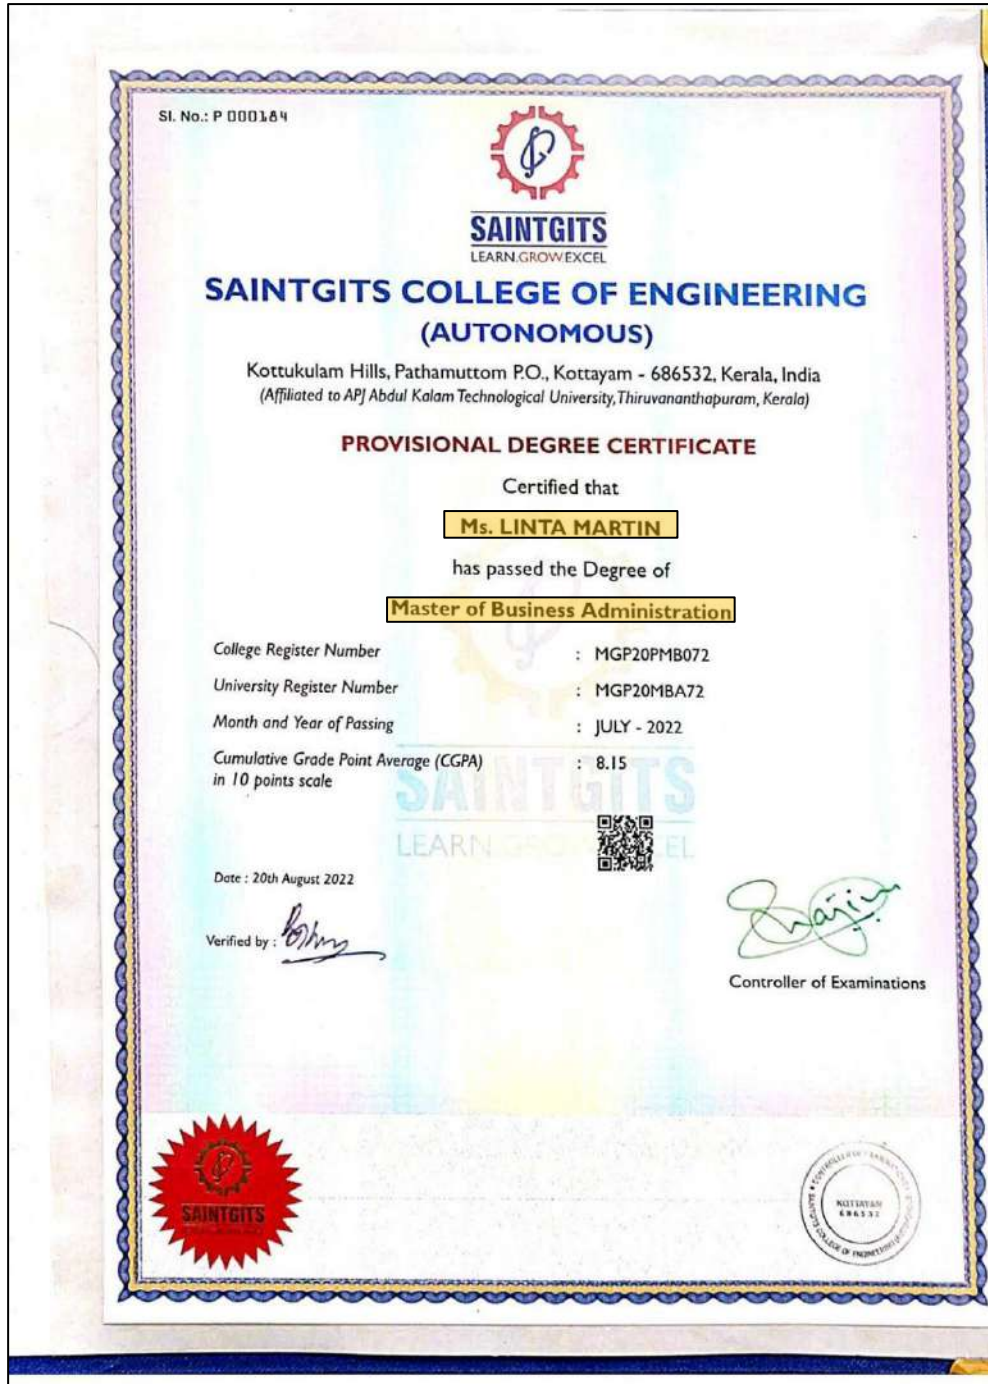 Sl. No.: P 000184
SAINTGITS
LEARN.GROW.EXCEL
SAINTGITS COLLEGE OF ENGINEERING
(AUTONOMOUS)
Kottukulam Hills, Pathamuttom P.O., Kottayam - 686532, Kerala, India
(Affiliated to APJ Abdul Kalam Technological University, Thiruvananthapuram, Kerala)
PROVISIONAL DEGREE CERTIFICATE
Certified that
Ms. LINTA MARTIN
has passed the Degree of
Master of Business Administration
College Register Number : MGP20PMB072
University Register Number : MGP20MBA72
Month and Year of Passing : JULY - 2022
Cumulative Grade Point Average (CGPA) : 8.15
in 10 points scale
SAINTGITS
LEARN.GROW.EXCEL
Date : 20th August 2022
Verified by :
Controller of Examinations
SAINTGITS
KOTTAYAM
686532